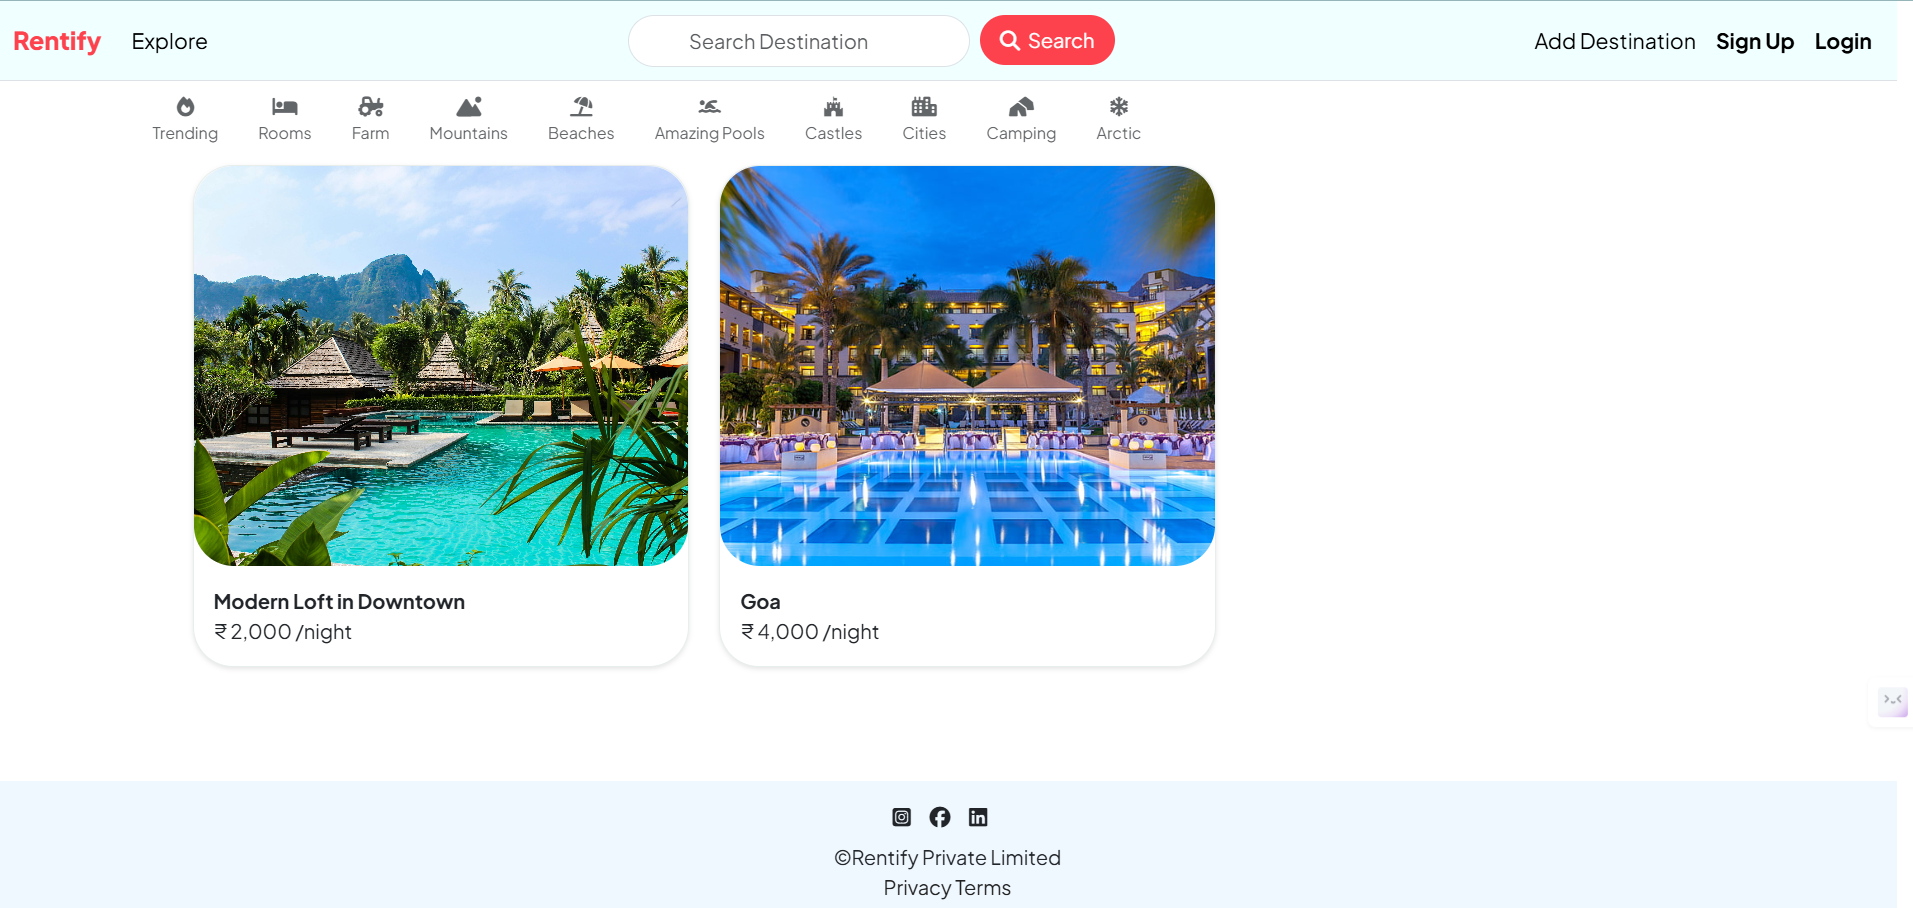 Rentify Explore Search Destination Search Add Destination Sign Up Login
Trending Rooms Farm Mountains Beaches Amazing Pools Castles Cities Camping Arctic
Modern Loft in Downtown
₹ 2,000 /night
Goa
₹ 4,000 /night
©Rentify Private Limited
Privacy Terms